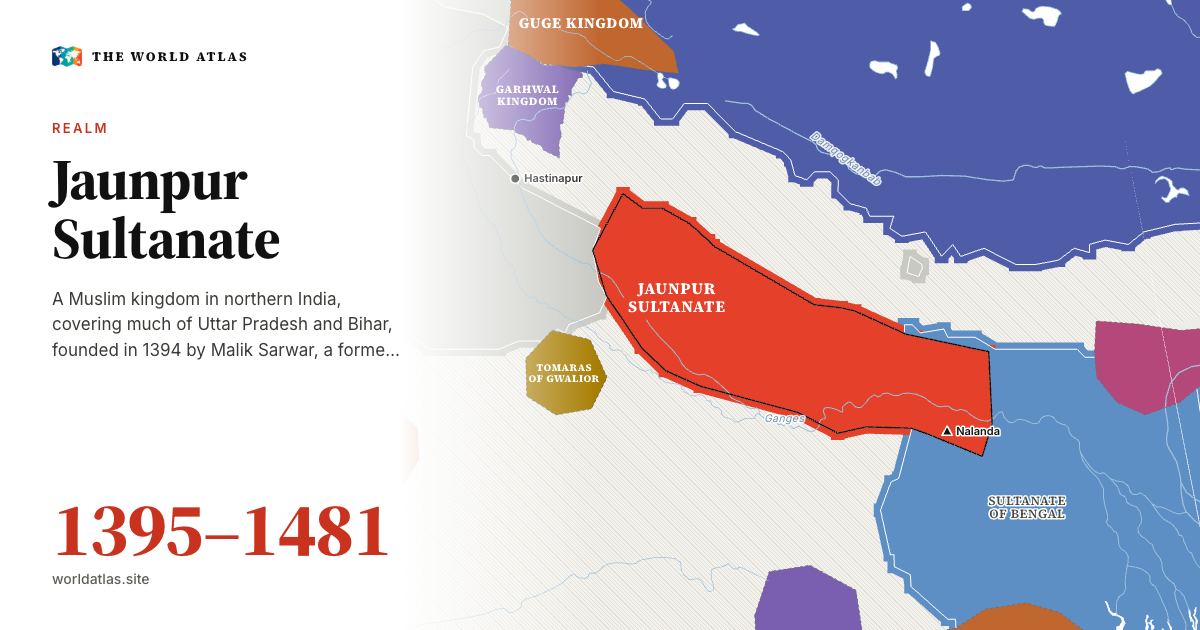 THE WORLD ATLAS
REALM
Jaunpur
Sultanate
A Muslim kingdom in northern India,
covering much of Uttar Pradesh and Bihar,
founded in 1394 by Malik Sarwar, a forme...
1395–1481
worldatlas.site
GUGE KINGDOM
GARHWAL
KINGDOM
Hastinapur
Damqogkanbab
JAUNPUR
SULTANATE
TOMARAS
OF GWALIOR
Ganges
Nalanda
SULTANATE
OF BENGAL